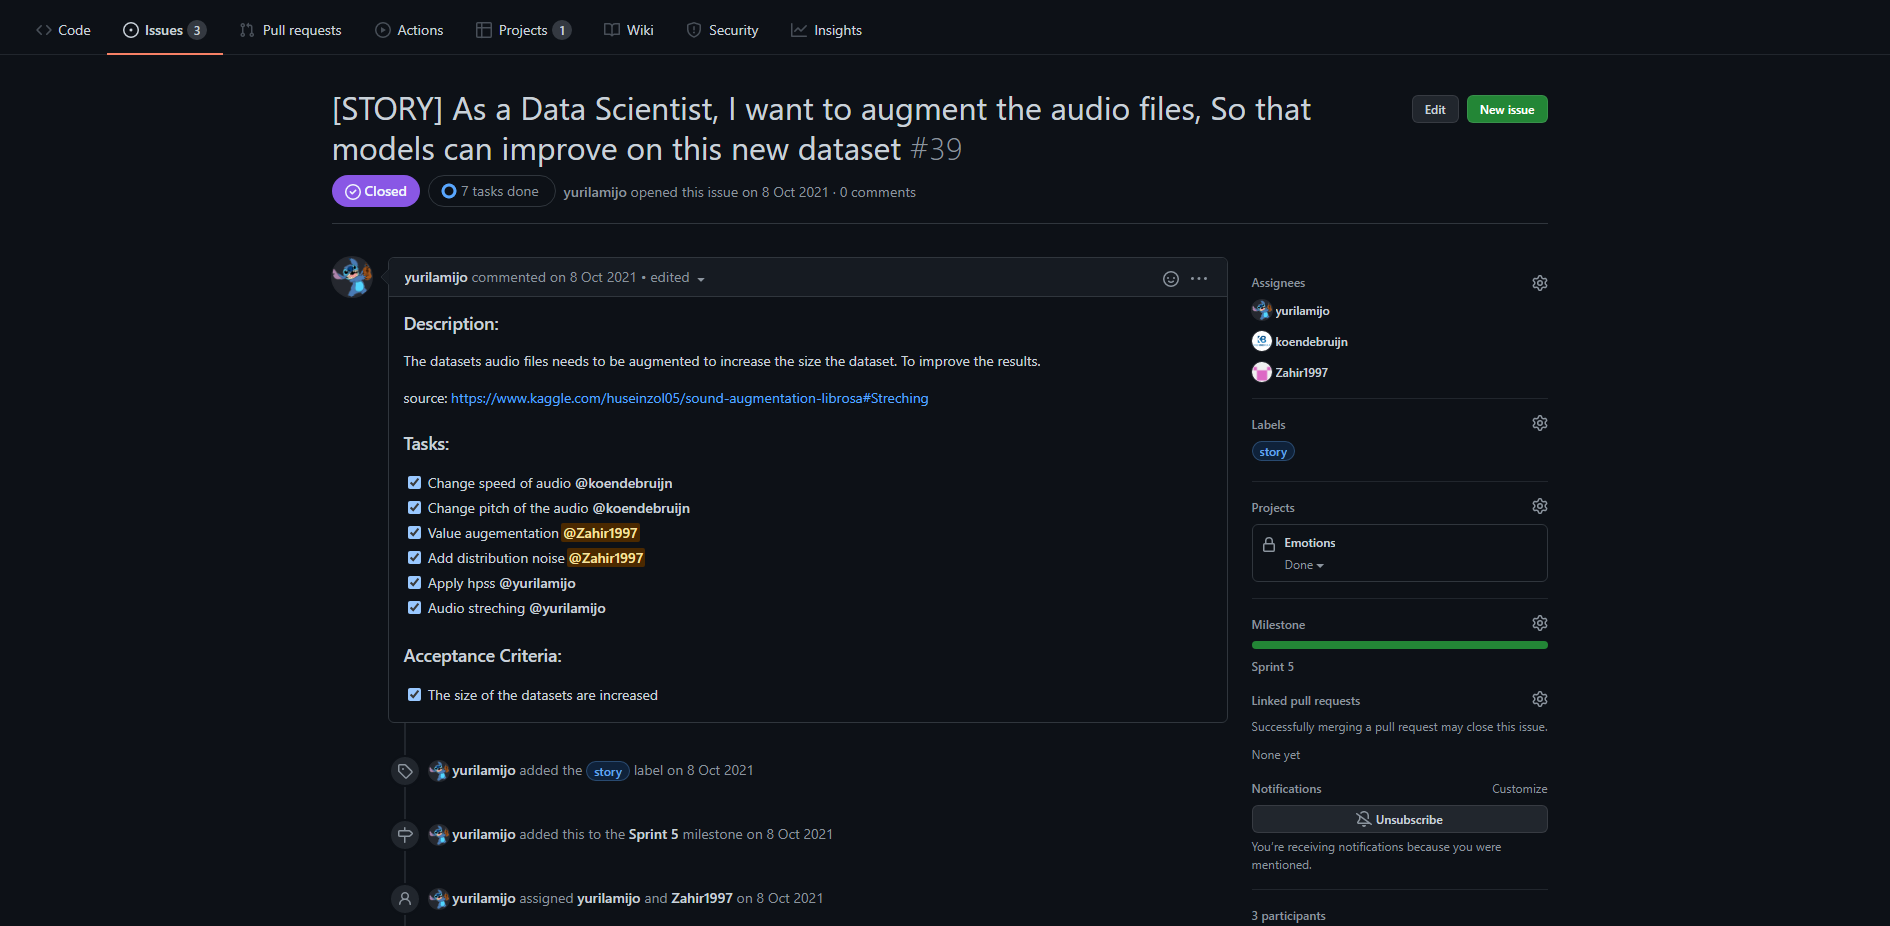 Code Issues 3 Pull requests Actions Projects 1 Wiki Security Insights
[STORY] As a Data Scientist, I want to augment the audio files, So that
models can improve on this new dataset #39
Edit New issue
Closed 7 tasks done yurilamijo opened this issue on 8 Oct 2021 · 0 comments
yurilamijo commented on 8 Oct 2021 • edited
Description:
The datasets audio files needs to be augmented to increase the size the dataset. To improve the results.
source: https://www.kaggle.com/huseinzol05/sound-augmentation-librosa#Streching
Tasks:
Change speed of audio @koendebruijn
Change pitch of the audio @koendebruijn
Value augementation @Zahir1997
Add distribution noise @Zahir1997
Apply hpss @yurilamijo
Audio streching @yurilamijo
Acceptance Criteria:
The size of the datasets are increased
yurilamijo added the story label on 8 Oct 2021
yurilamijo added this to the Sprint 5 milestone on 8 Oct 2021
yurilamijo assigned yurilamijo and Zahir1997 on 8 Oct 2021
Assignees
yurilamijo
koendebruijn
Zahir1997
Labels
story
Projects
Emotions
Done
Milestone
Sprint 5
Linked pull requests
Successfully merging a pull request may close this issue.
None yet
Notifications Customize
Unsubscribe
You're receiving notifications because you were
mentioned.
3 participants